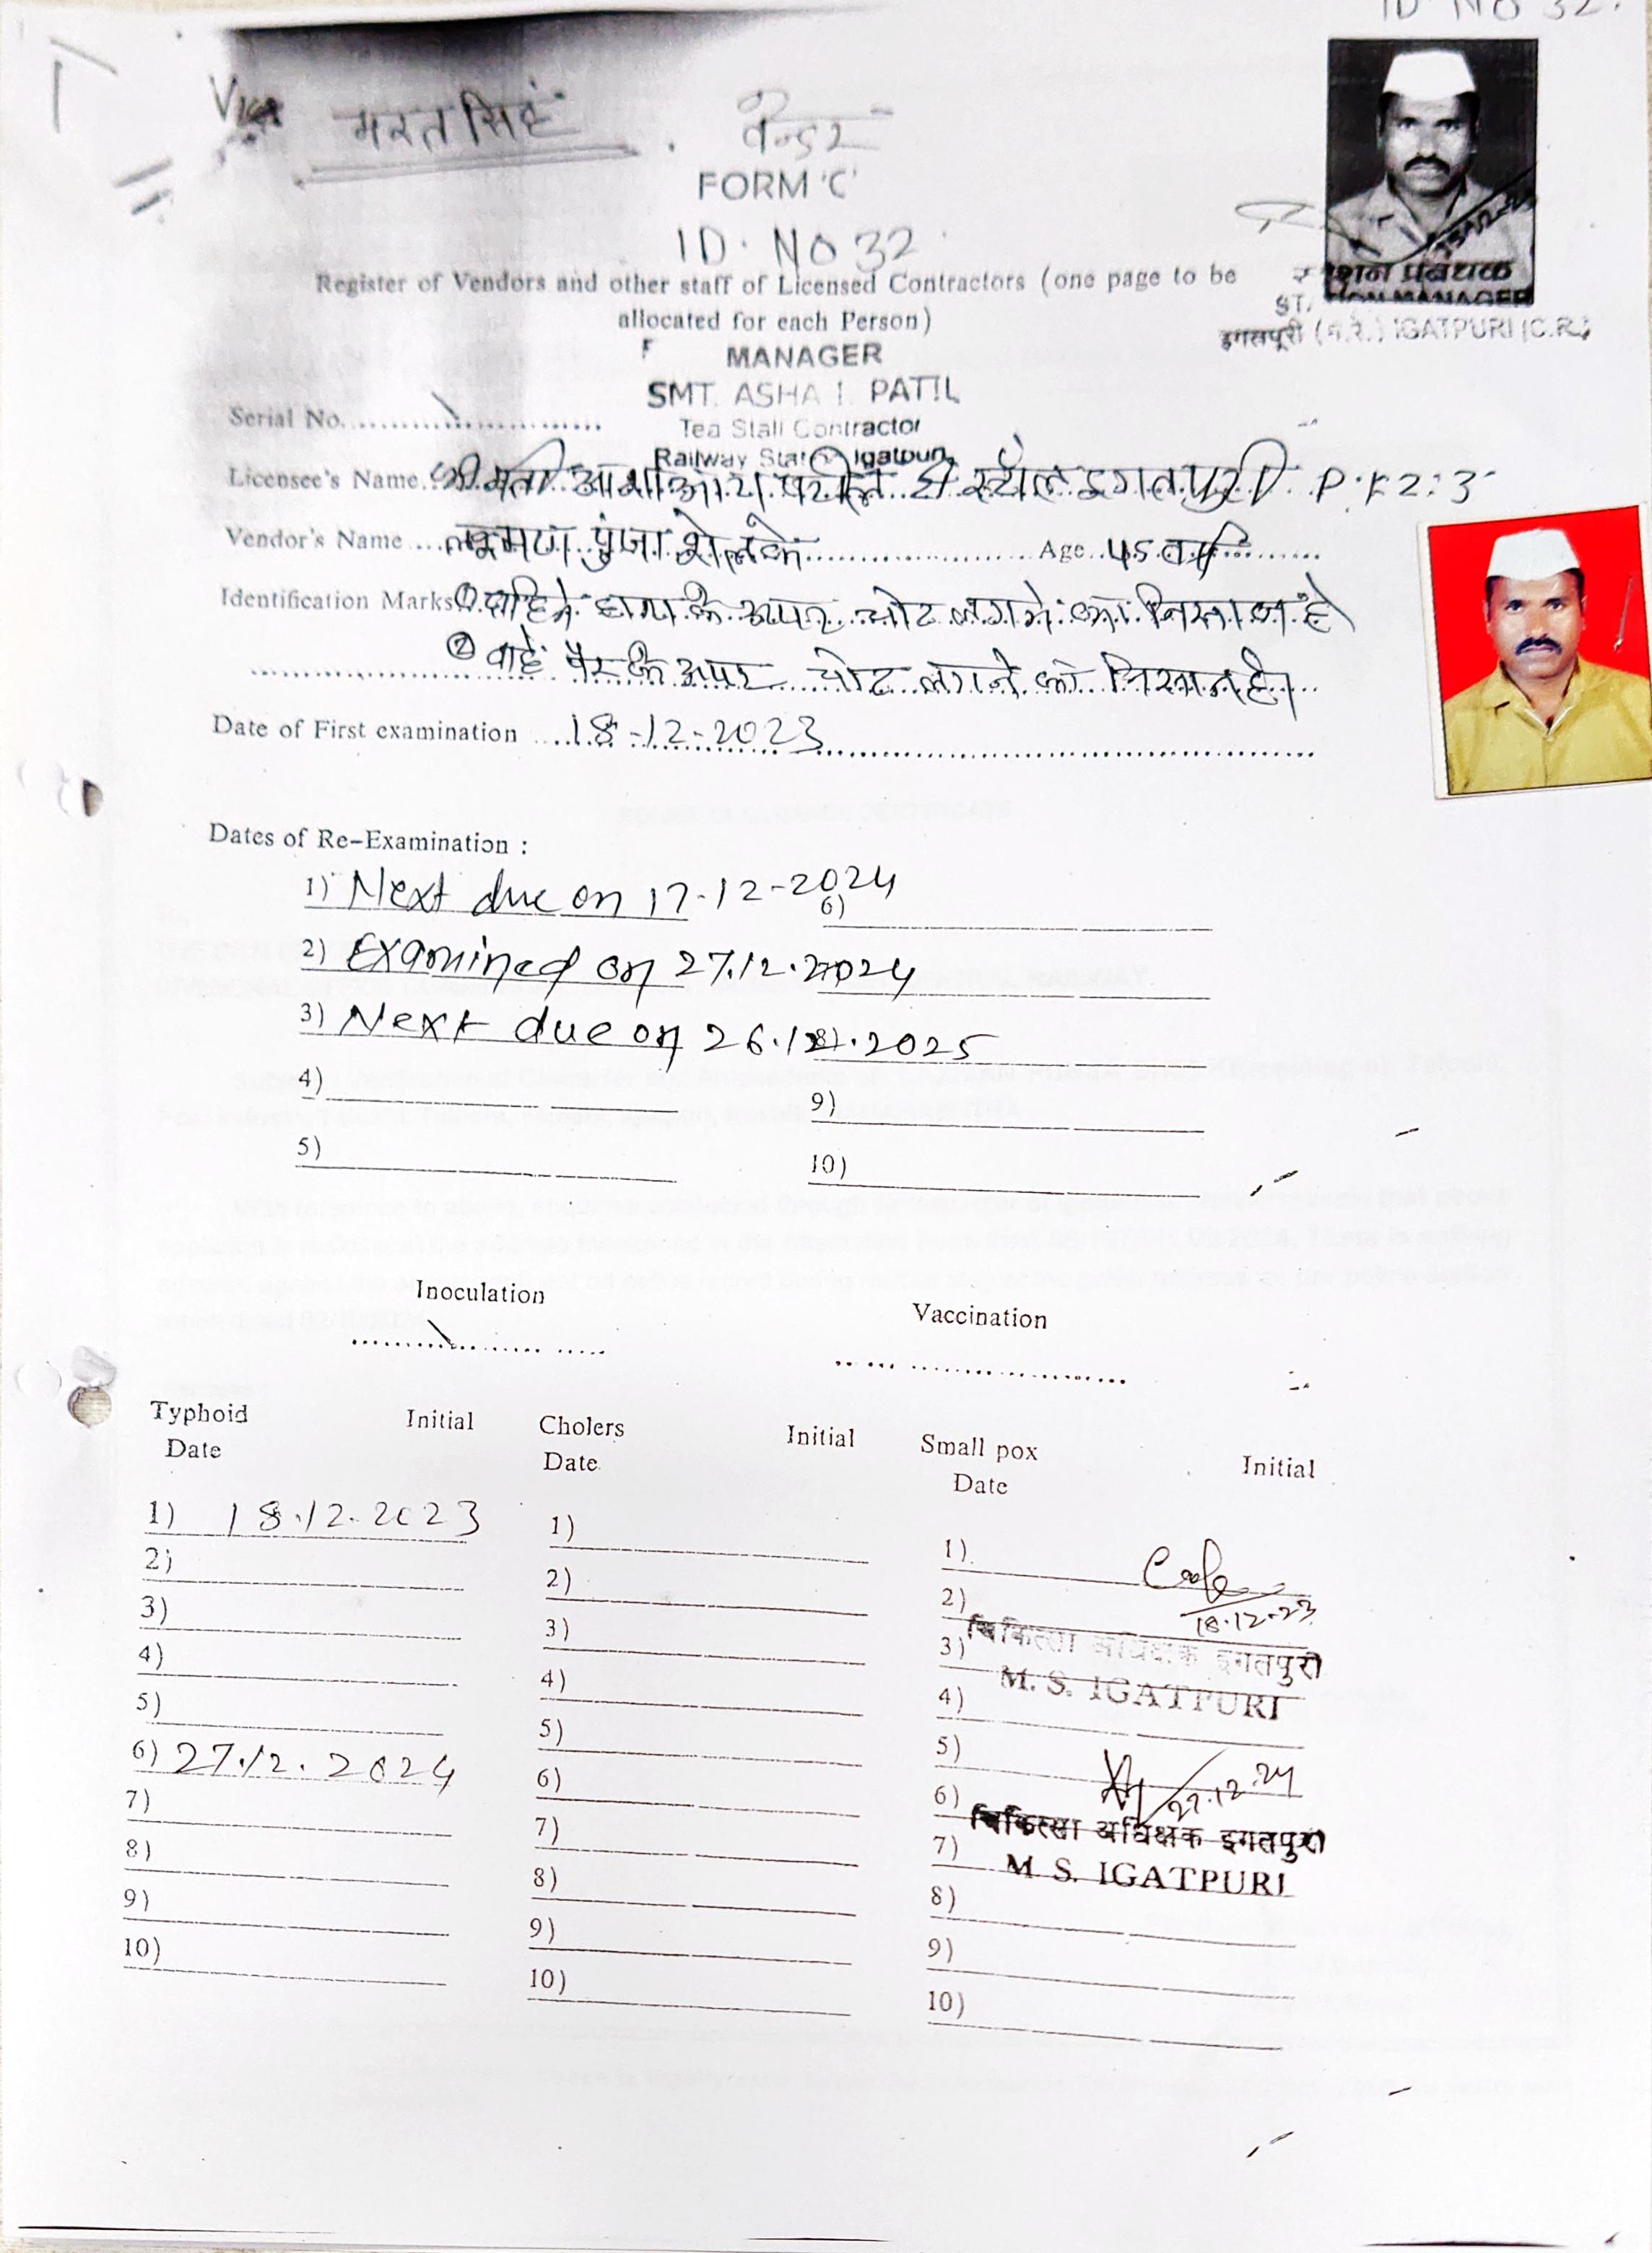 ID NO 32.
भरत सिंह
वेन्डर
FORM 'C'
ID. NO 32
Register of Vendors and other staff of Licensed Contractors (one page to be
allocated for each Person)
स्टेशन प्रबंधक
STATION MANAGER
इगतपूरी (म.रे.) IGATPURI (C.R.)
MANAGER
SMT. ASHA I. PATIL
Tea Stall Contractor
Railway Station Igatpuri
Serial No.
Licensee's Name श्रीमती आशा आय पाटील टी स्टॉल इगतपुरी P.F. 2:3
Vendor's Name लक्ष्मण पुंजा शेलके Age 45 वर्ष
Identification Marks ① दाहिने हाथ के उपर चोट लगने का निशान है
② पैर के उपर चोट लगने का निशान है।
Date of First examination 18-12-2023
Dates of Re-Examination :
1) Next due on 17-12-2024
6)
2) Examined on 27.12.2024
3) Next due on 26.12.2025
8)
4)
9)
5)
10)
Inoculation
Vaccination
Typhoid Initial Cholers Initial Small pox Initial
Date Date Date
1) 18.12.2023
2)
3)
4)
5)
6) 27.12.2024
7)
8)
9)
10)
1)
2)
3)
4)
5)
6)
7)
8)
9)
10)
1)
2)
18.12-23
3) चिकित्सा अधिक्षक इगतपुरी
M. S. IGATPURI
4)
5)
27.12.24
6)
चिकित्सा अधिक्षक इगतपुरी
7) M. S. IGATPURI
8)
9)
10)